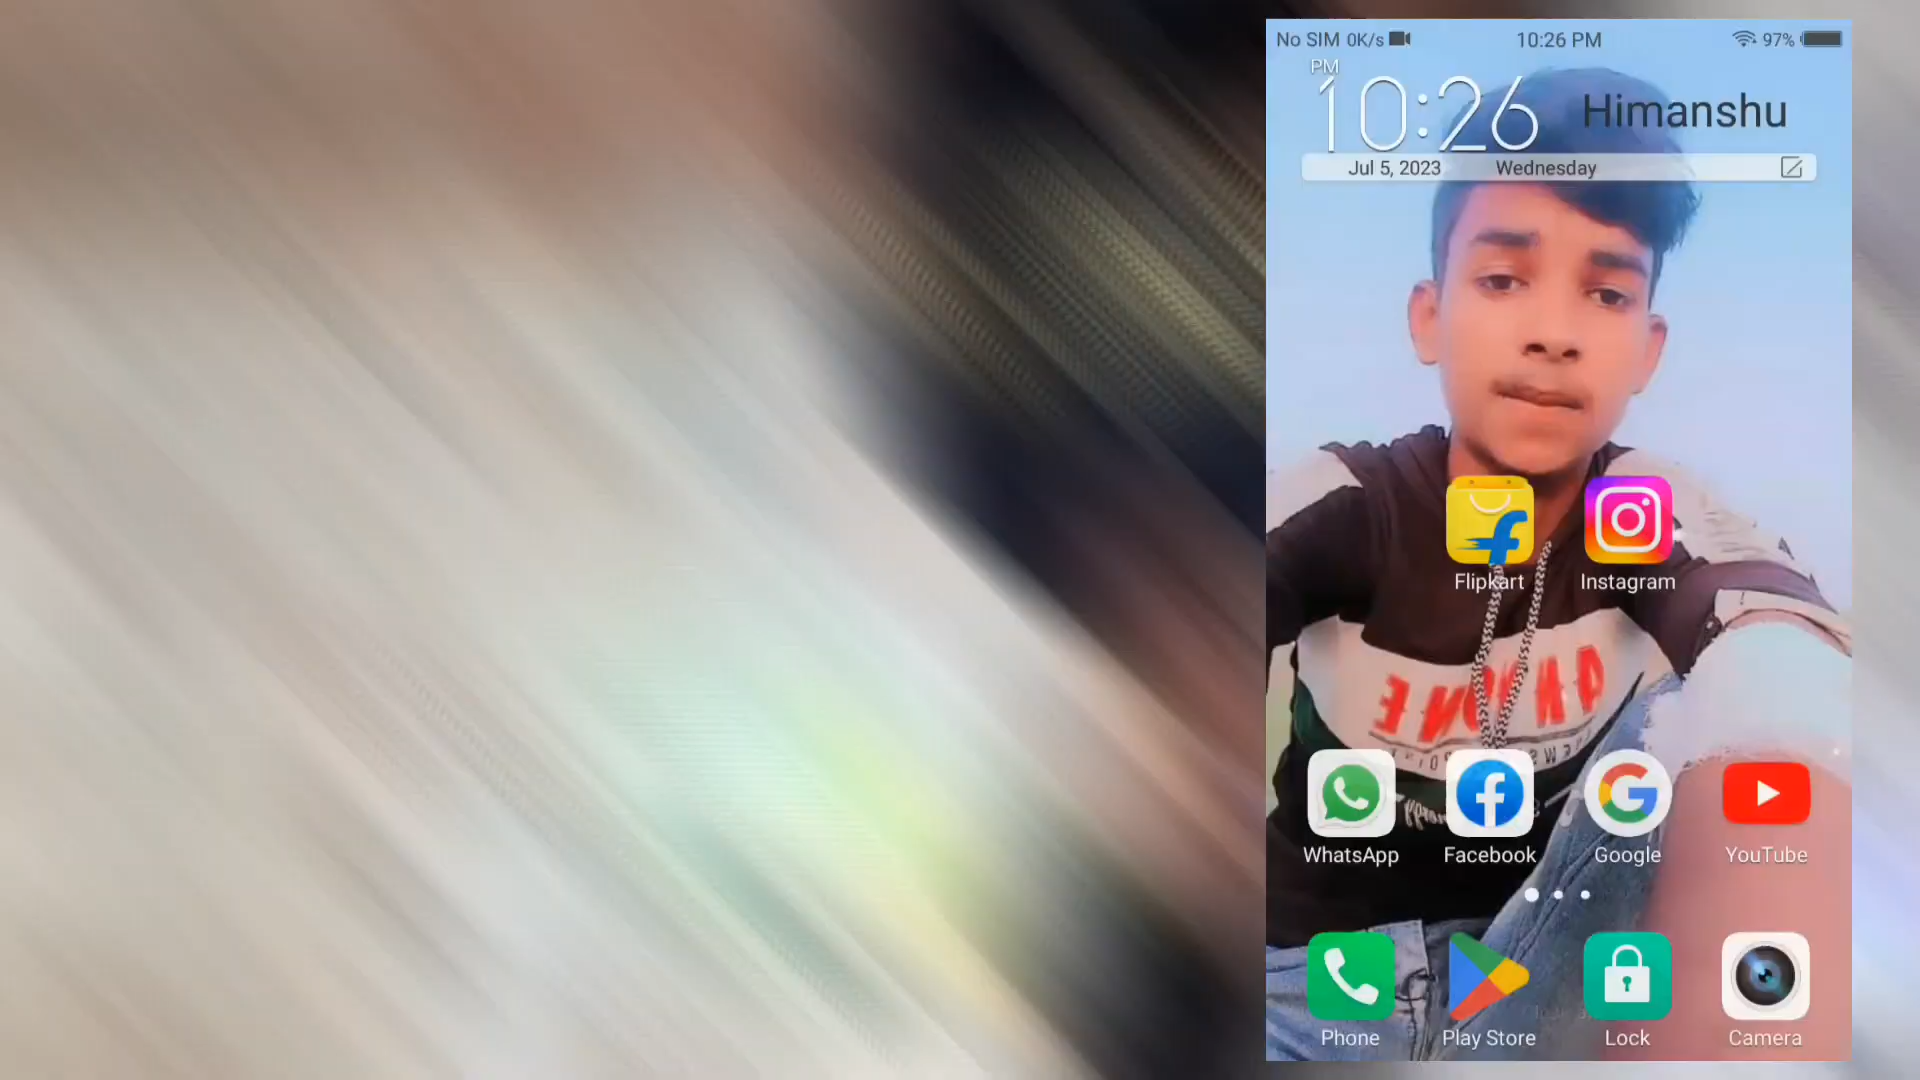 No SIM 0K/s 10:26 PM 97%
PM
10:26 Himanshu
Jul 5, 2023 Wednesday
Flipkart Instagram
WhatsApp Facebook Google YouTube
Phone Play Store Lock Camera